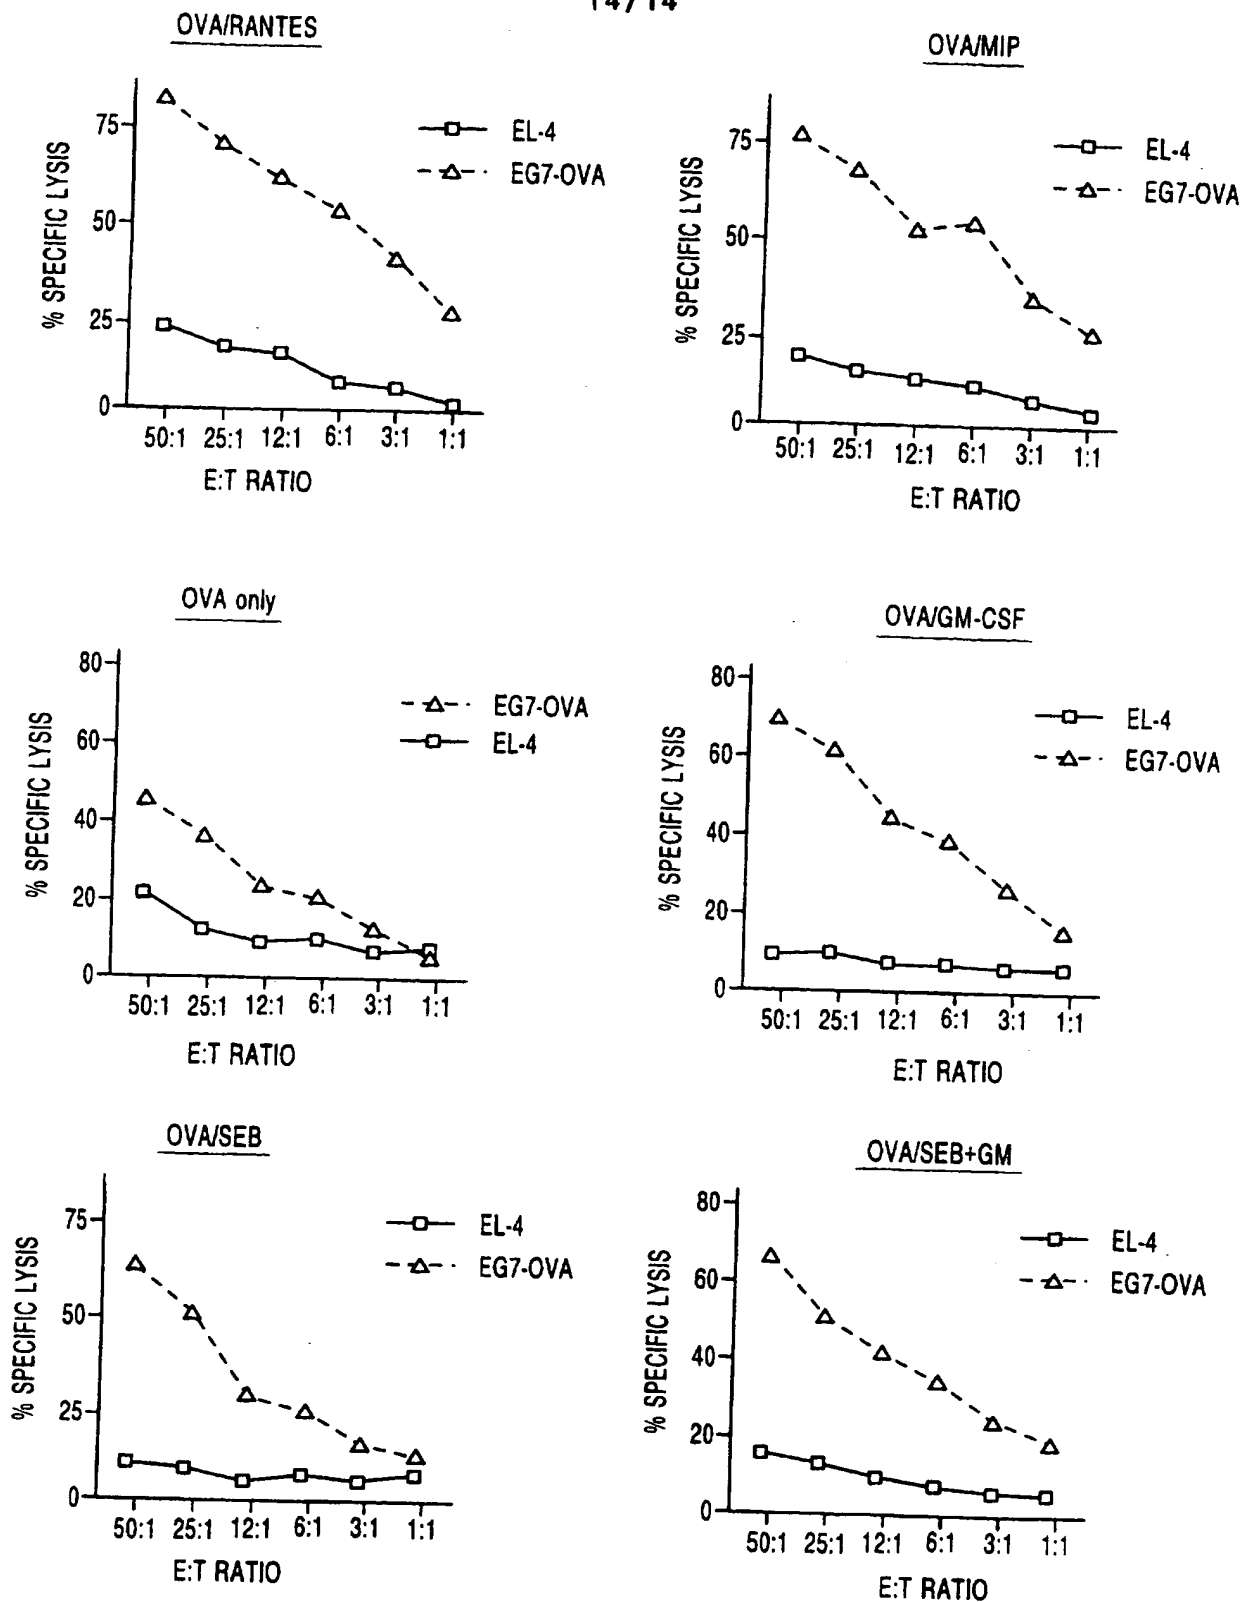 14/14
OVA/RANTES
% SPECIFIC LYSIS
75
50
25
0
EL-4
EG7-OVA
50:1 25:1 12:1 6:1 3:1 1:1
E:T RATIO
OVA/MIP
% SPECIFIC LYSIS
75
50
25
0
EL-4
EG7-OVA
50:1 25:1 12:1 6:1 3:1 1:1
E:T RATIO
OVA only
% SPECIFIC LYSIS
80
60
40
20
0
EG7-OVA
EL-4
50:1 25:1 12:1 6:1 3:1 1:1
E:T RATIO
OVA/GM-CSF
% SPECIFIC LYSIS
80
60
40
20
0
EL-4
EG7-OVA
50:1 25:1 12:1 6:1 3:1 1:1
E:T RATIO
OVA/SEB
% SPECIFIC LYSIS
75
50
25
0
EL-4
EG7-OVA
50:1 25:1 12:1 6:1 3:1 1:1
E:T RATIO
OVA/SEB+GM
% SPECIFIC LYSIS
80
60
40
20
0
EL-4
EG7-OVA
50:1 25:1 12:1 6:1 3:1 1:1
E:T RATIO